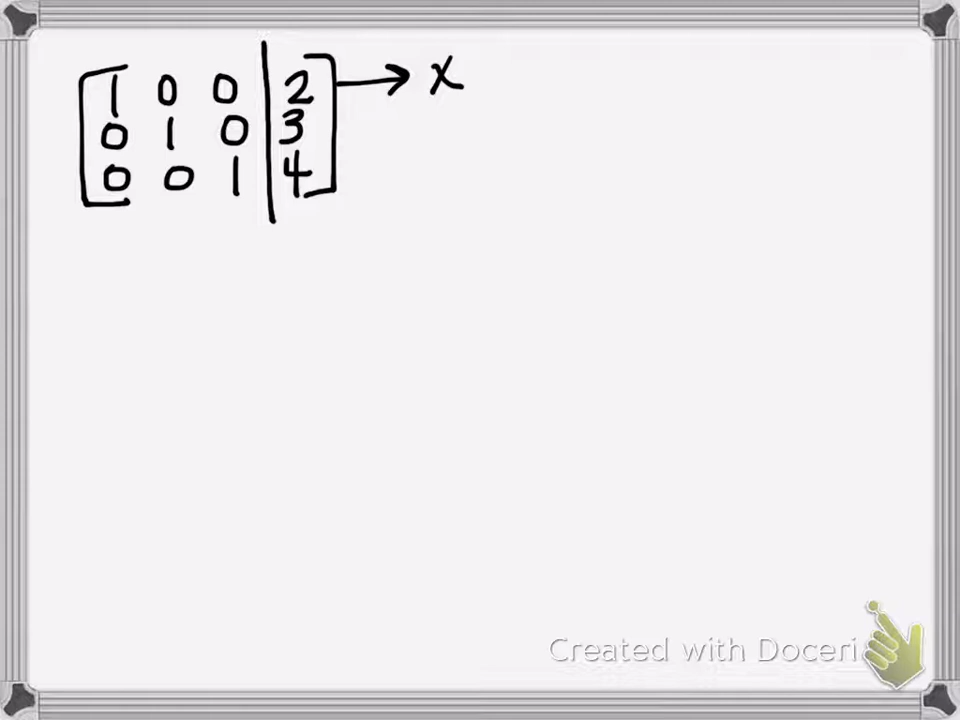 1 0 0 | 2 → x
0 1 0 | 3
0 0 1 | 4
Created with Doceri